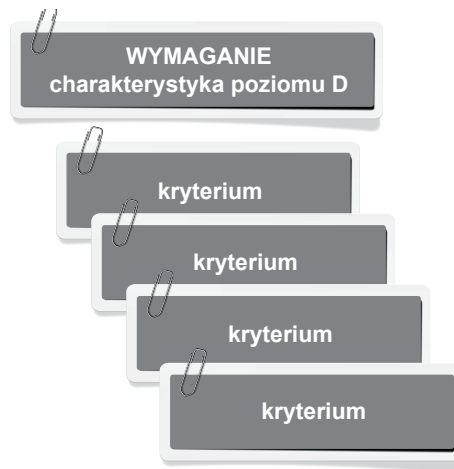 WYMAGANIE
charakterystyka poziomu D
kryterium
kryterium
kryterium
kryterium